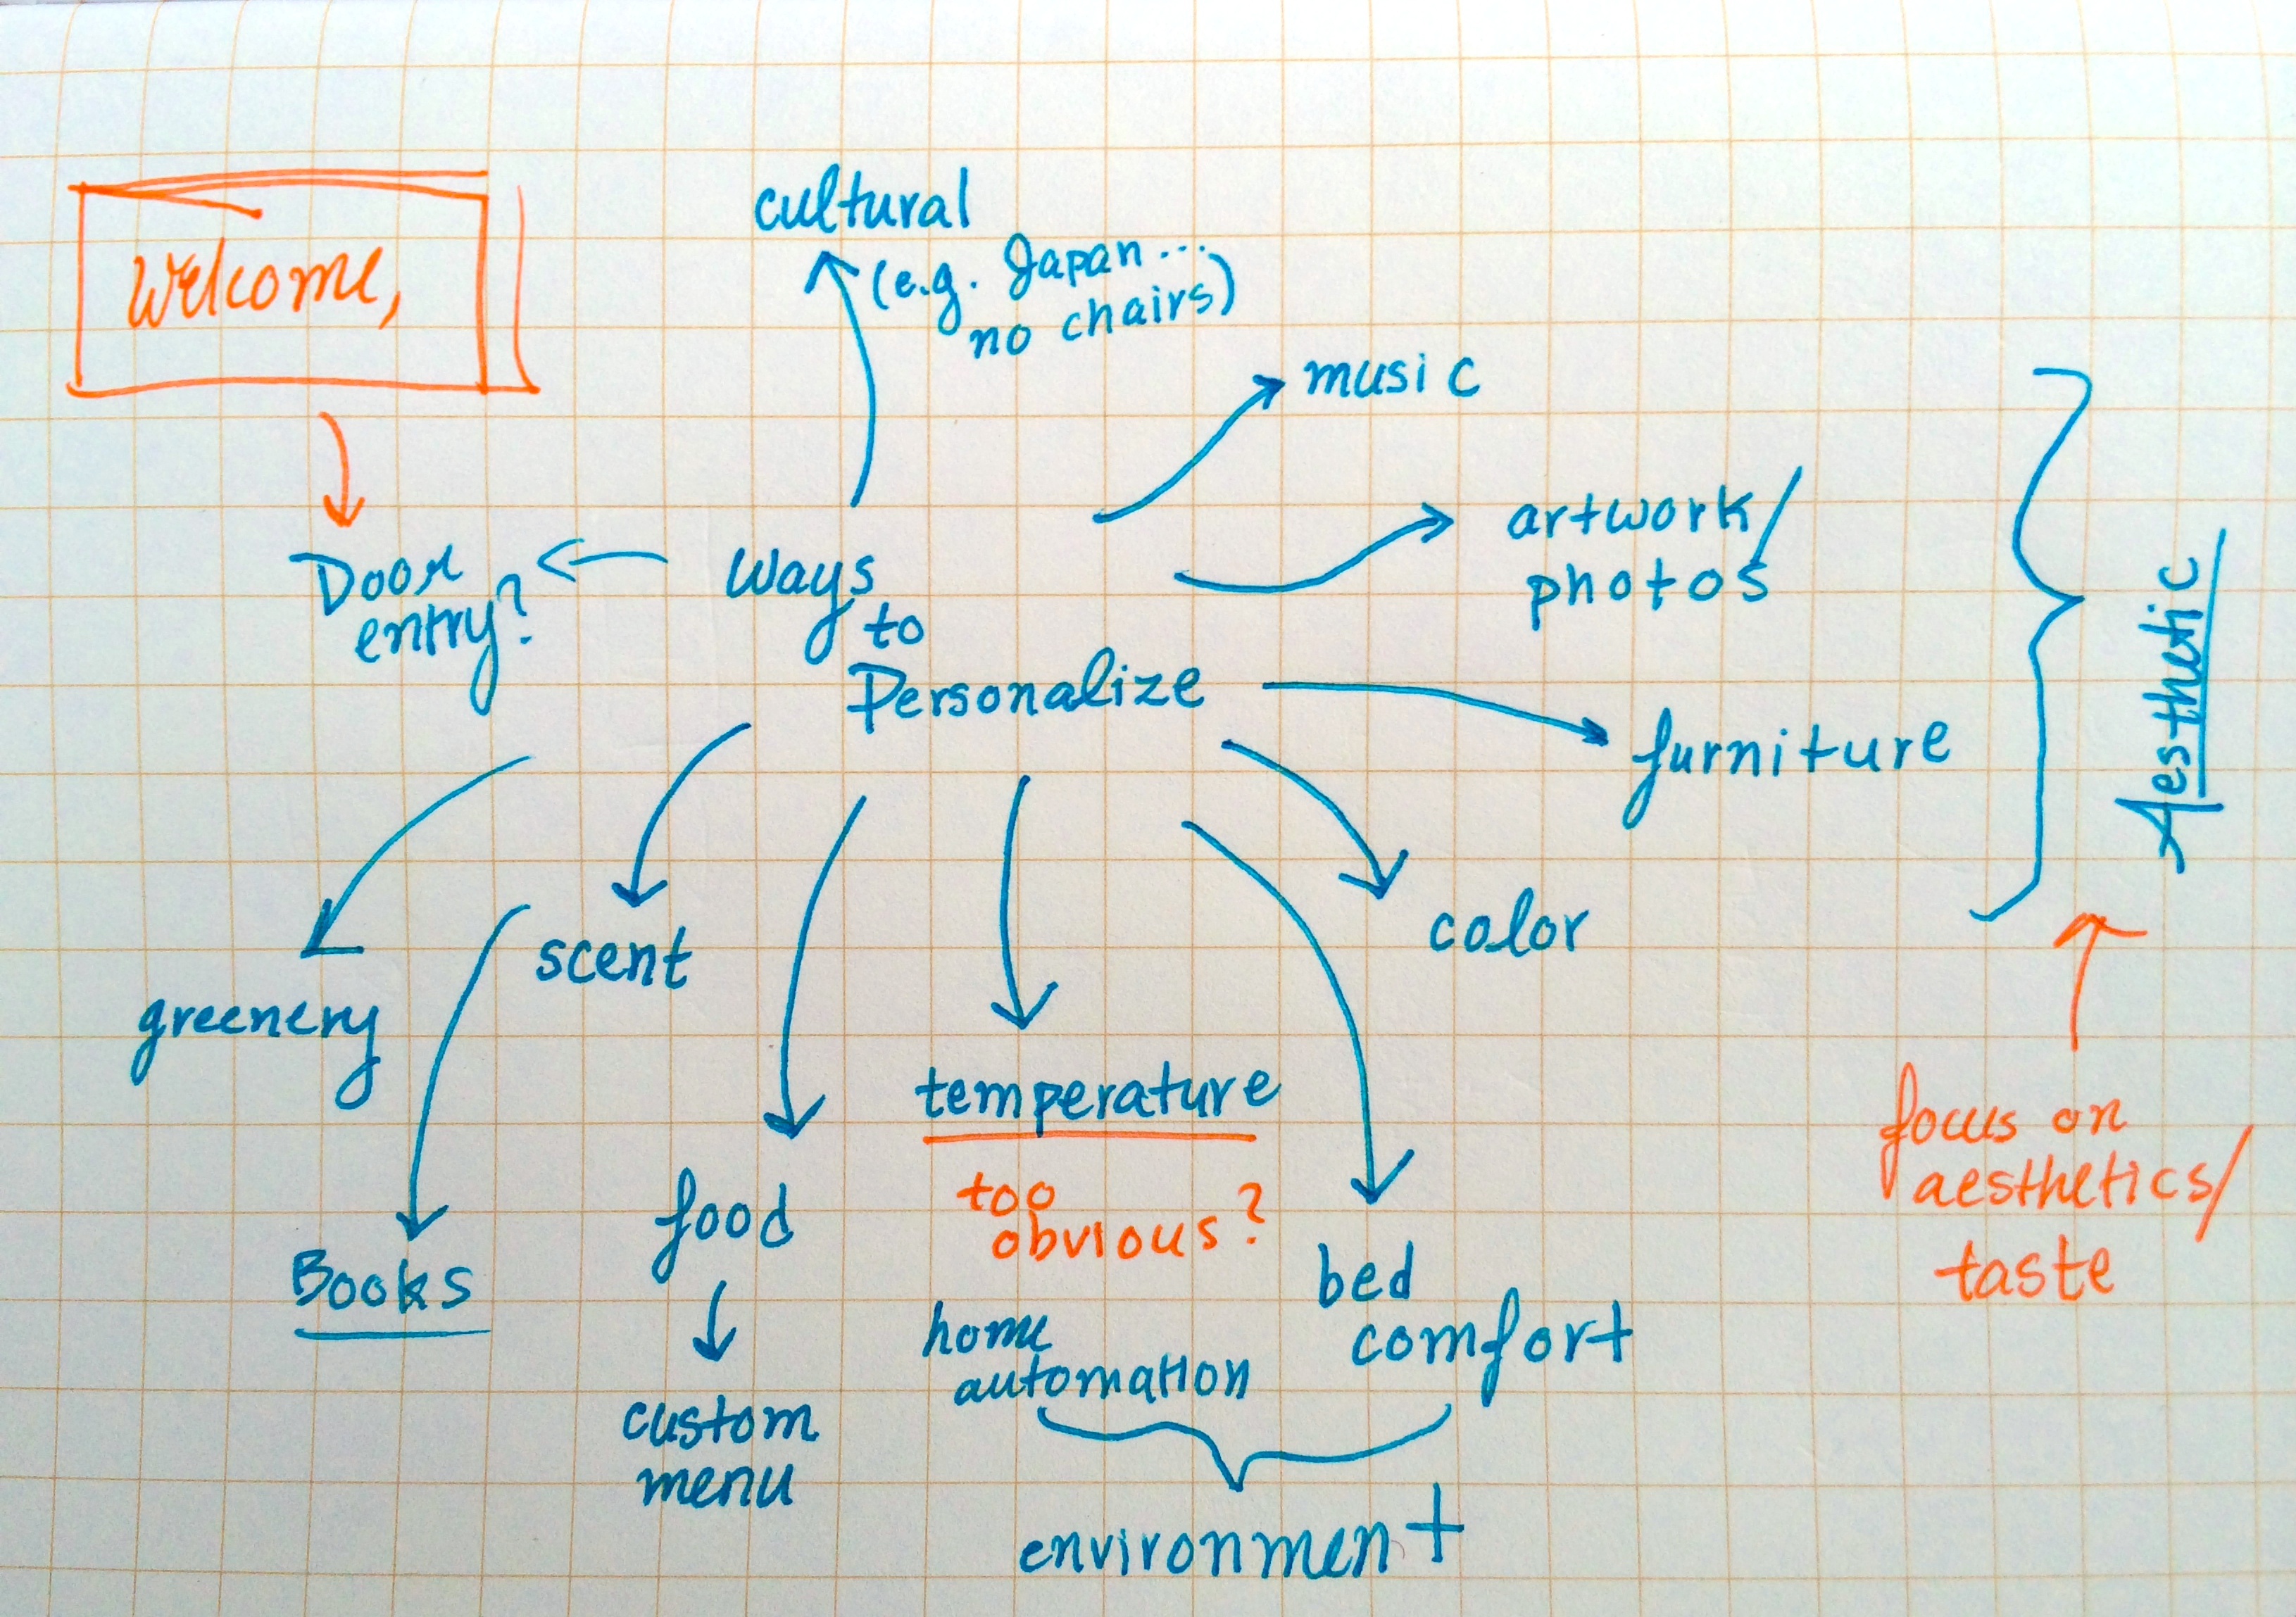 cultural
(e.g. Japan...
no chairs)
Welcome,
music
artwork/
photos
Door
entry?
Ways
to
Personalize
furniture
Aesthetic
color
scent
greenery
temperature
too
obvious?
focus on
aesthetics/
taste
food
Books
bed
comfort
home
automation
custom
menu
environment